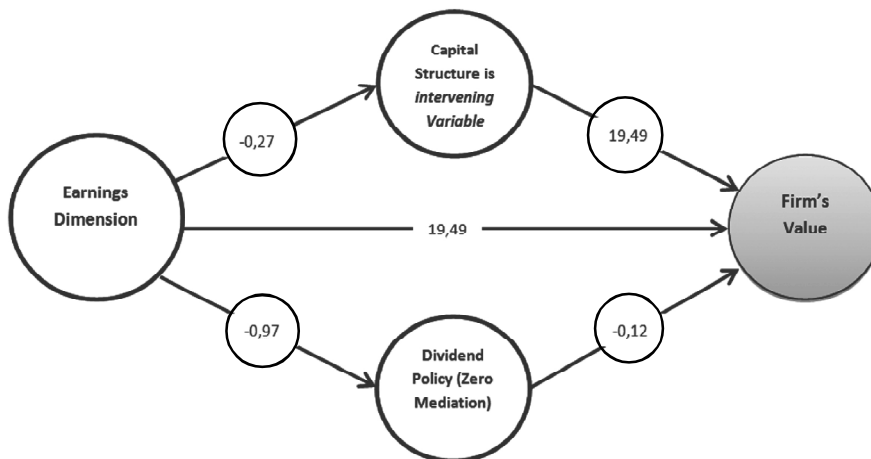 Capital
Structure is
intervening
Variable
-0,27
19,49
Earnings
Dimension
19,49
Firm's
Value
-0,97
-0,12
Dividend
Policy (Zero
Mediation)